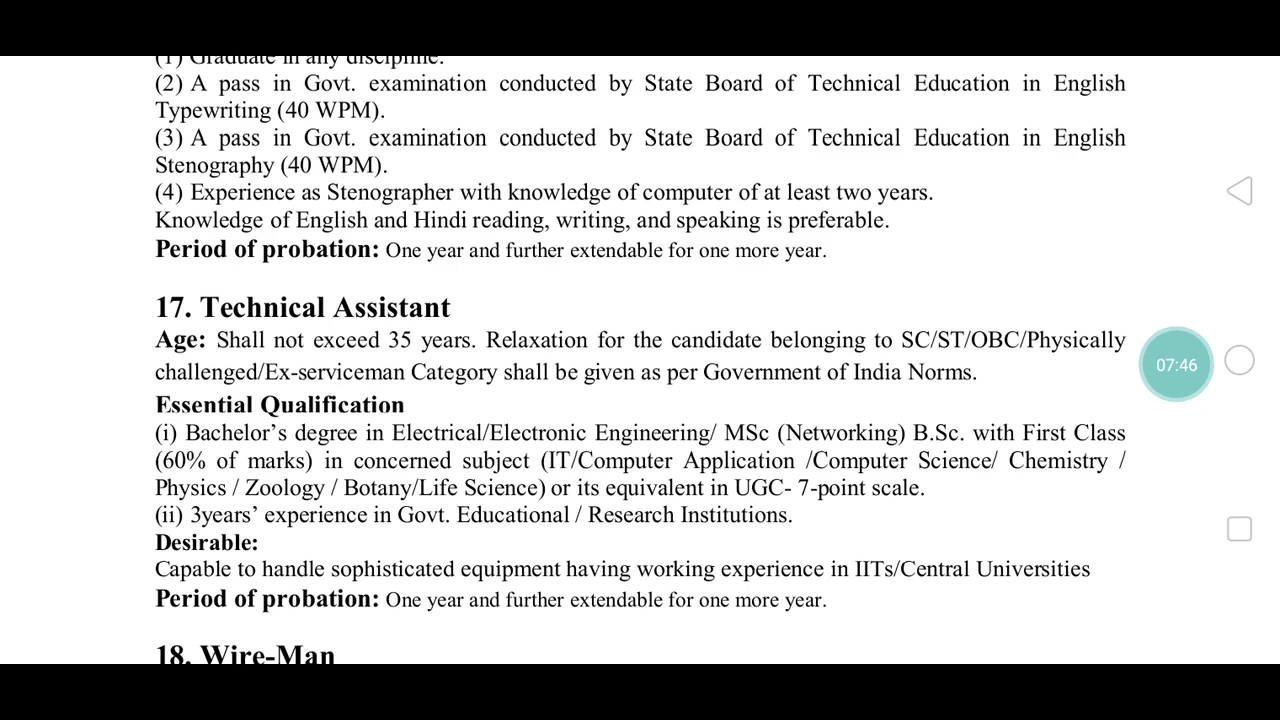 (1) Graduate in any discipline.
(2) A pass in Govt. examination conducted by State Board of Technical Education in English
Typewriting (40 WPM).
(3) A pass in Govt. examination conducted by State Board of Technical Education in English
Stenography (40 WPM).
(4) Experience as Stenographer with knowledge of computer of at least two years.
Knowledge of English and Hindi reading, writing, and speaking is preferable.
Period of probation: One year and further extendable for one more year.
17. Technical Assistant
Age: Shall not exceed 35 years. Relaxation for the candidate belonging to SC/ST/OBC/Physically
challenged/Ex-serviceman Category shall be given as per Government of India Norms.
07:46
Essential Qualification
(i) Bachelor’s degree in Electrical/Electronic Engineering/ MSc (Networking) B.Sc. with First Class
(60% of marks) in concerned subject (IT/Computer Application /Computer Science/ Chemistry /
Physics / Zoology / Botany/Life Science) or its equivalent in UGC- 7-point scale.
(ii) 3years’ experience in Govt. Educational / Research Institutions.
Desirable:
Capable to handle sophisticated equipment having working experience in IITs/Central Universities
Period of probation: One year and further extendable for one more year.
18. Wire-Man